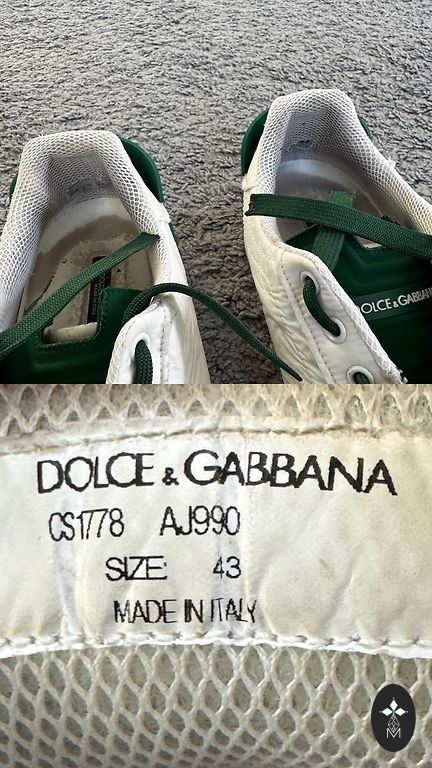 DOLCE & GABBANA
DOLCE & GABBANA
CS1778 AJ990
SIZE: 43
MADE IN ITALY
M